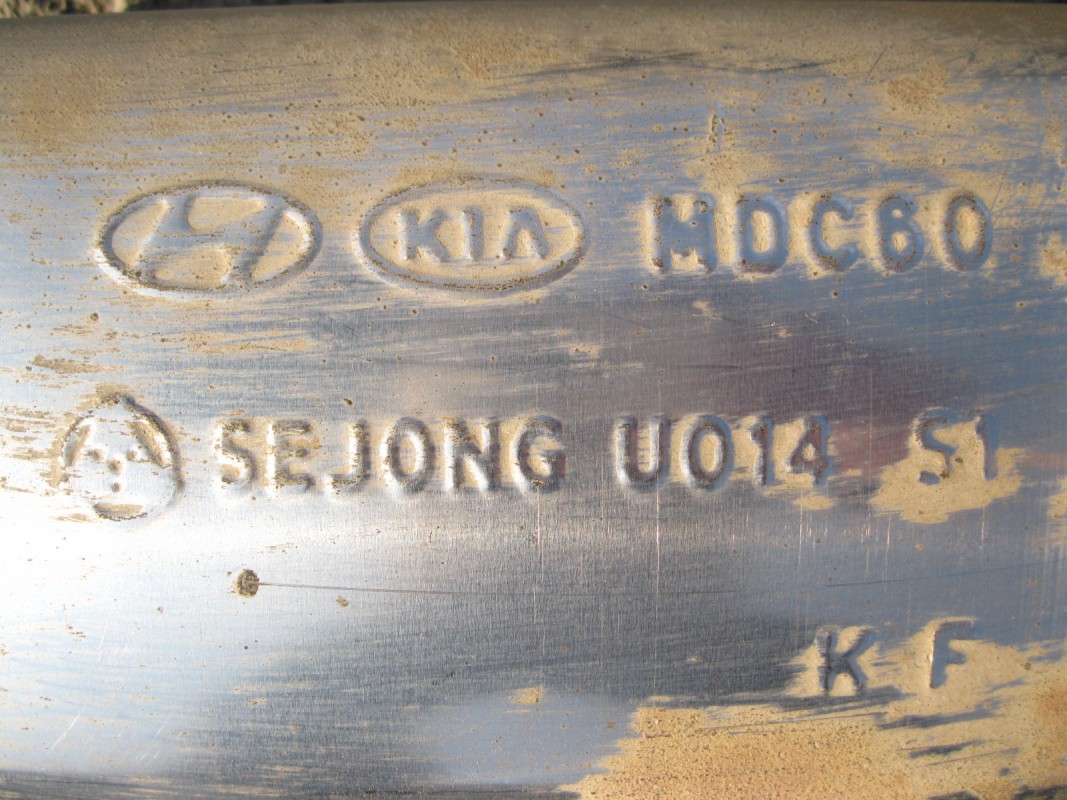 KIA MDC60
SEJONG U014 S1
K F